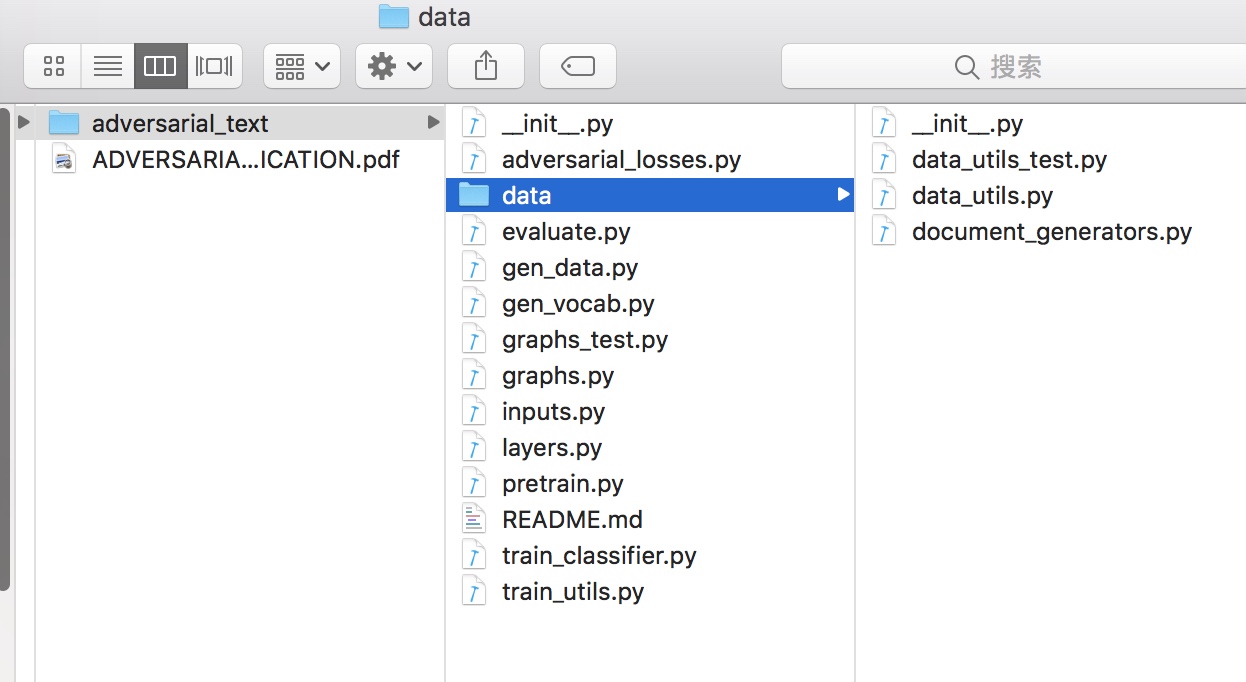 data
搜索
adversarial_text
ADVERSARIA...ICATION.pdf
__init__.py
adversarial_losses.py
data
evaluate.py
gen_data.py
gen_vocab.py
graphs_test.py
graphs.py
inputs.py
layers.py
pretrain.py
README.md
train_classifier.py
train_utils.py
__init__.py
data_utils_test.py
data_utils.py
document_generators.py